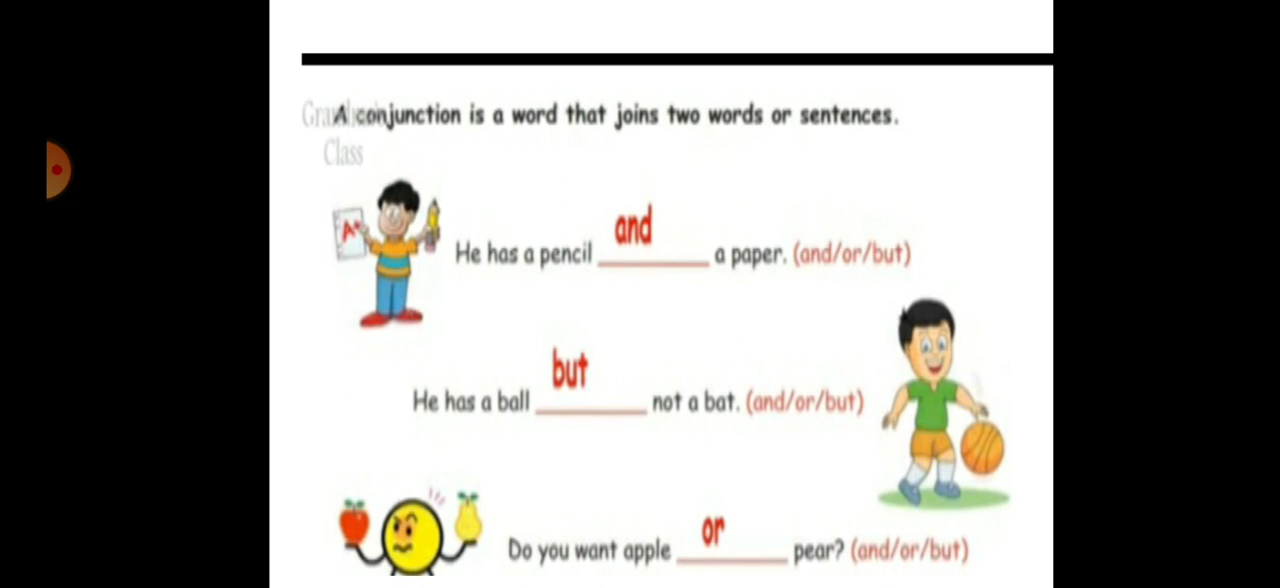 A conjunction is a word that joins two words or sentences.
Class
A+
and
He has a pencil ________ a paper. (and/or/but)
but
He has a ball ________ not a bat. (and/or/but)
or
Do you want apple ________ pear? (and/or/but)